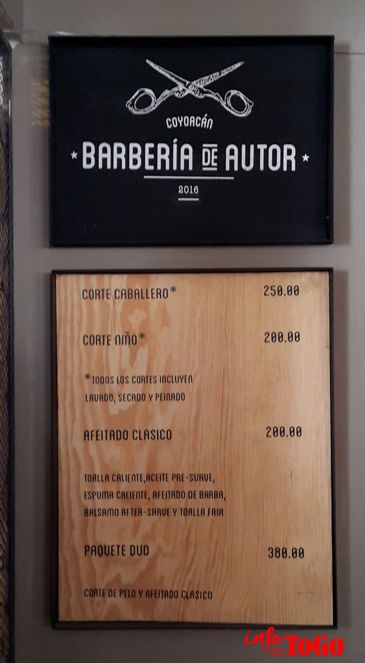 COYOACÁN
BARBERÍA DE AUTOR
2016
CORTE CABALLERO* 250.00
CORTE NIÑO* 200.00
*TODOS LOS CORTES INCLUYEN
LAVADO, SECADO Y PEINADO
AFEITADO CLASICO 200.00
TOALLA CALIENTE,ACEITE PRE-SUAVE,
ESPUMA CALIENTE, AFEITADO DE BARBA,
BALSAMO AFTER-SHAVE Y TOALLA FRIA
PAQUETE DUO 380.00
CORTE DE PELO Y AFEITADO CLASICO
info ToGo